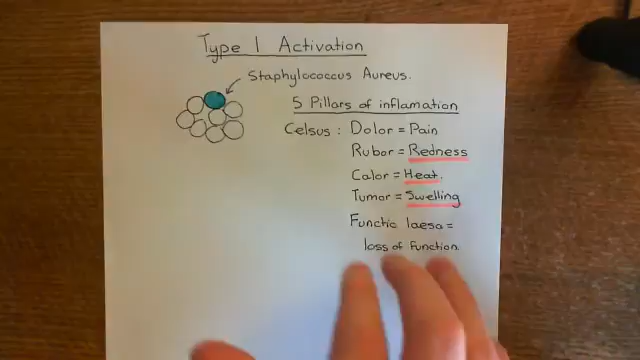 Type 1 Activation
Staphylococcus Aureus.
5 Pillars of inflamation
Celsus : Dolor = Pain
Rubor = Redness
Calor = Heat.
Tumor = Swelling
Functio laesa =
loss of function.